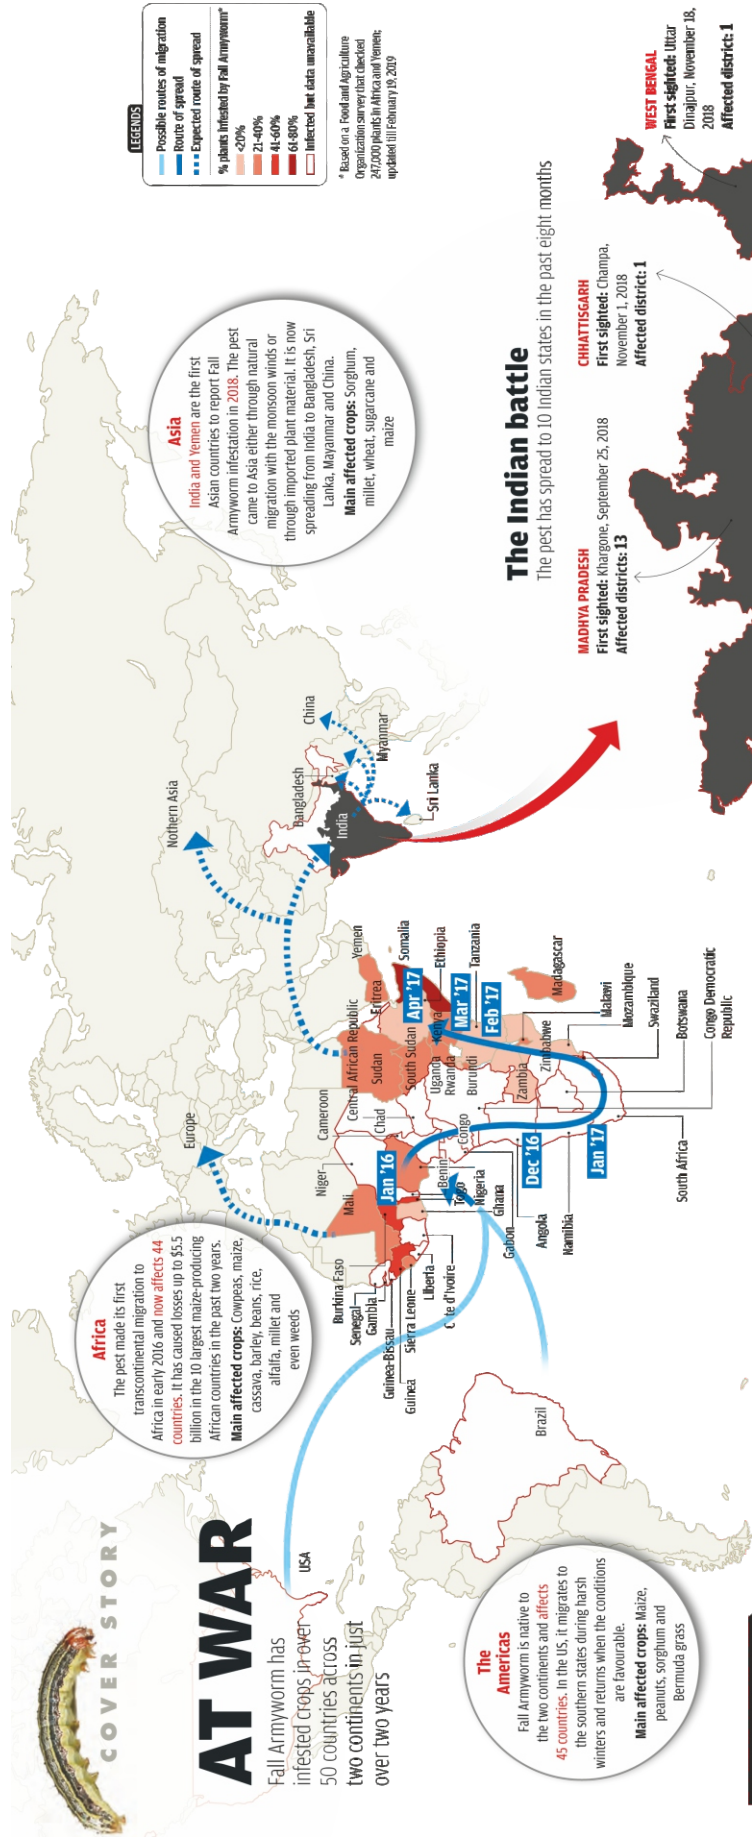 COVER STORY
AT WAR
Fall Armyworm has
infested crops in over
50 countries across
two continents in just
over two years
Africa
The pest made its first
transcontinental migration to
Africa in early 2016 and now affects 44
countries. It has caused losses up to $5.5
billion in the 10 largest maize-producing
African countries in the past two years.
Main affected crops: Cowpeas, maize,
cassava, barley, beans, rice,
alfalfa, millet and
even weeds
The
Americas
Fall Armyworm is native to
the two continents and affects
45 countries. In the US, it migrates to
the southern states during harsh
winters and returns when the conditions
are favourable.
Main affected crops: Maize,
peanuts, sorghum and
Bermuda grass
Asia
India and Yemen are the first
Asian countries to report Fall
Armyworm infestation in 2018. The pest
came to Asia either through natural
migration with the monsoon winds or
through imported plant material. It is now
spreading from India to Bangladesh, Sri
Lanka, Mayanmar and China.
Main affected crops: Sorghum,
millet, wheat, sugarcane and
maize
LEGENDS
Possible routes of migration
Route of spread
Expected route of spread
% plants infested by Fall Armyworm*
<20%
21-40%
41-60%
61-80%
Infected but data unavailable
* Based on a Food and Agriculture
Organization survey that checked
247,000 plants in Africa and Yemen;
updated till February 19, 2019
USA
Brazil
Europe
Nothern Asia
China
Bangladesh
India
Myanmar
Sri Lanka
Burkina Faso
Senegal
Gambla
Guinea-Bissau
Guinea
Sierra Leone
Liberla
C te d'Ivoire
Mali
Niger
Cameroon
Central African Republic
Chad
Sudan
Eritrea
Yemen
South Sudan
Somalia
Ethiopia
Kenya
Uganda
Rwanda
Burundi
Tanzania
Congo
Benin
Togo
Nigeria
Ghana
Gabon
Angola
Namibia
Zambia
Zimbabwe
Madagascar
Malawi
Mozambique
Swaziland
Botswana
Congo Democratic
Republic
South Africa
Jan '16
Dec '16
Jan '17
Feb '17
Mar '17
Apr '17
The Indian battle
The pest has spread to 10 Indian states in the past eight months
MADHYA PRADESH
First sighted: Khargone, September 25, 2018
Affected districts: 13
CHHATTISGARH
First sighted: Champa,
November 1, 2018
Affected district: 1
WEST BENGAL
First sighted: Uttar
Dinajpur, November 18,
2018
Affected district: 1